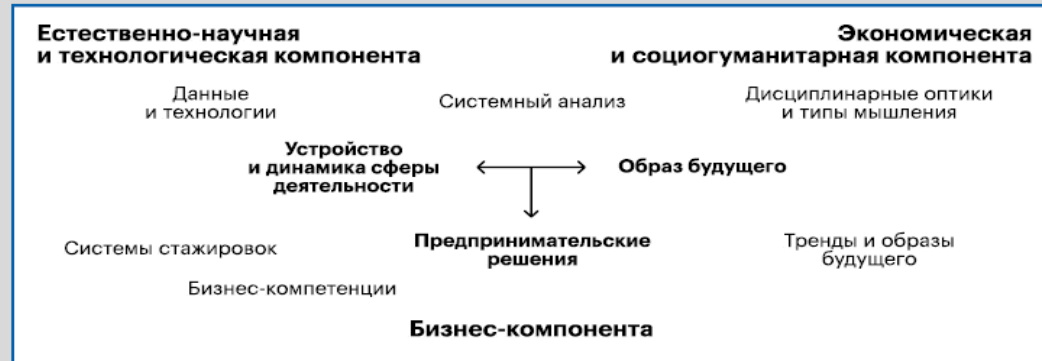 Естественно-научная
и технологическая компонента
Экономическая
и социогуманитарная компонента
Данные
и технологии
Системный анализ
Дисциплинарные оптики
и типы мышления
Устройство
и динамика сферы
деятельности
Образ будущего
Системы стажировок
Предпринимательские
решения
Тренды и образы
будущего
Бизнес-компетенции
Бизнес-компонента